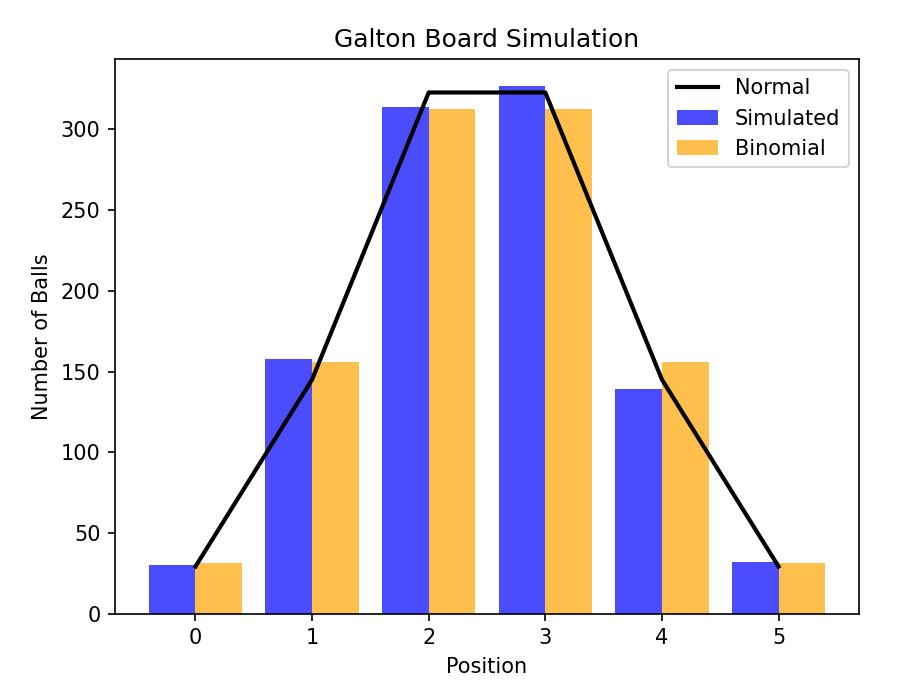 Galton Board Simulation
Normal
Simulated
Binomial
Number of Balls
300
250
200
150
100
50
0
0 1 2 3 4 5
Position